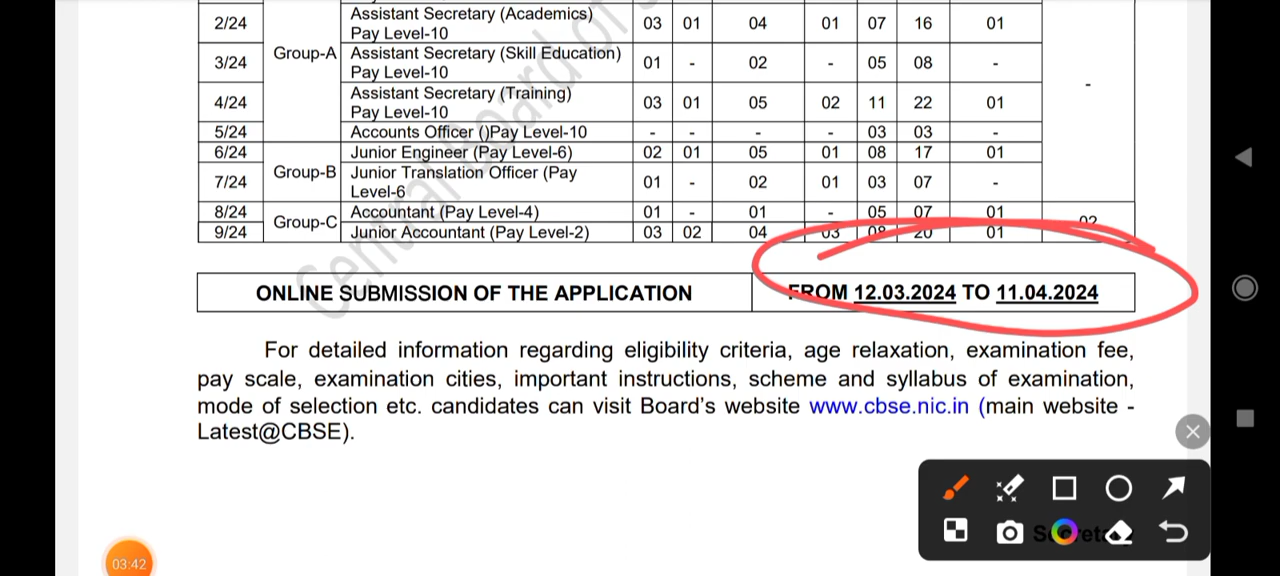 2/24 Assistant Secretary (Academics) Pay Level-10 03 01 04 01 07 16 01
Group-A
3/24 Assistant Secretary (Skill Education) Pay Level-10 01 - 02 - 05 08 -
4/24 Assistant Secretary (Training) Pay Level-10 03 01 05 02 11 22 01
-
5/24 Accounts Officer ()Pay Level-10 - - - - 03 03 -
6/24 Junior Engineer (Pay Level-6) 02 01 05 01 08 17 01
Group-B
7/24 Junior Translation Officer (Pay Level-6 01 - 02 01 03 07 -
8/24 Accountant (Pay Level-4) 01 - 01 - 05 07 01
Group-C 02
9/24 Junior Accountant (Pay Level-2) 03 02 04 03 08 20 01
Central Board of
ONLINE SUBMISSION OF THE APPLICATION FROM 12.03.2024 TO 11.04.2024
For detailed information regarding eligibility criteria, age relaxation, examination fee,
pay scale, examination cities, important instructions, scheme and syllabus of examination,
mode of selection etc. candidates can visit Board's website www.cbse.nic.in (main website -
Latest@CBSE).
03:42